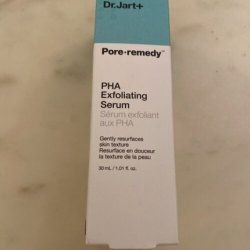 Dr.Jart+
Pore·remedy™
PHA
Exfoliating
Serum
Sérum exfoliant
aux PHA
Gently resurfaces
skin texture
Resurface en douceur
la texture de la peau
30 mL / 1.01 fl. oz.